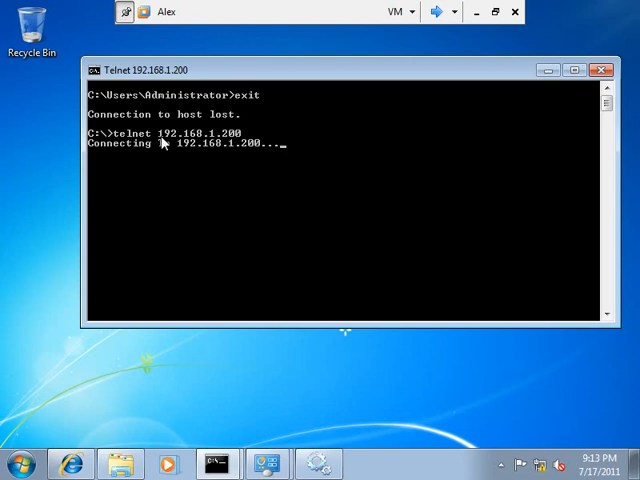 Alex
VM
Recycle Bin
Telnet 192.168.1.200
C:\Users\Administrator>exit
Connection to host lost.
C:\>telnet 192.168.1.200
Connecting To 192.168.1.200..._
9:13 PM
7/17/2011